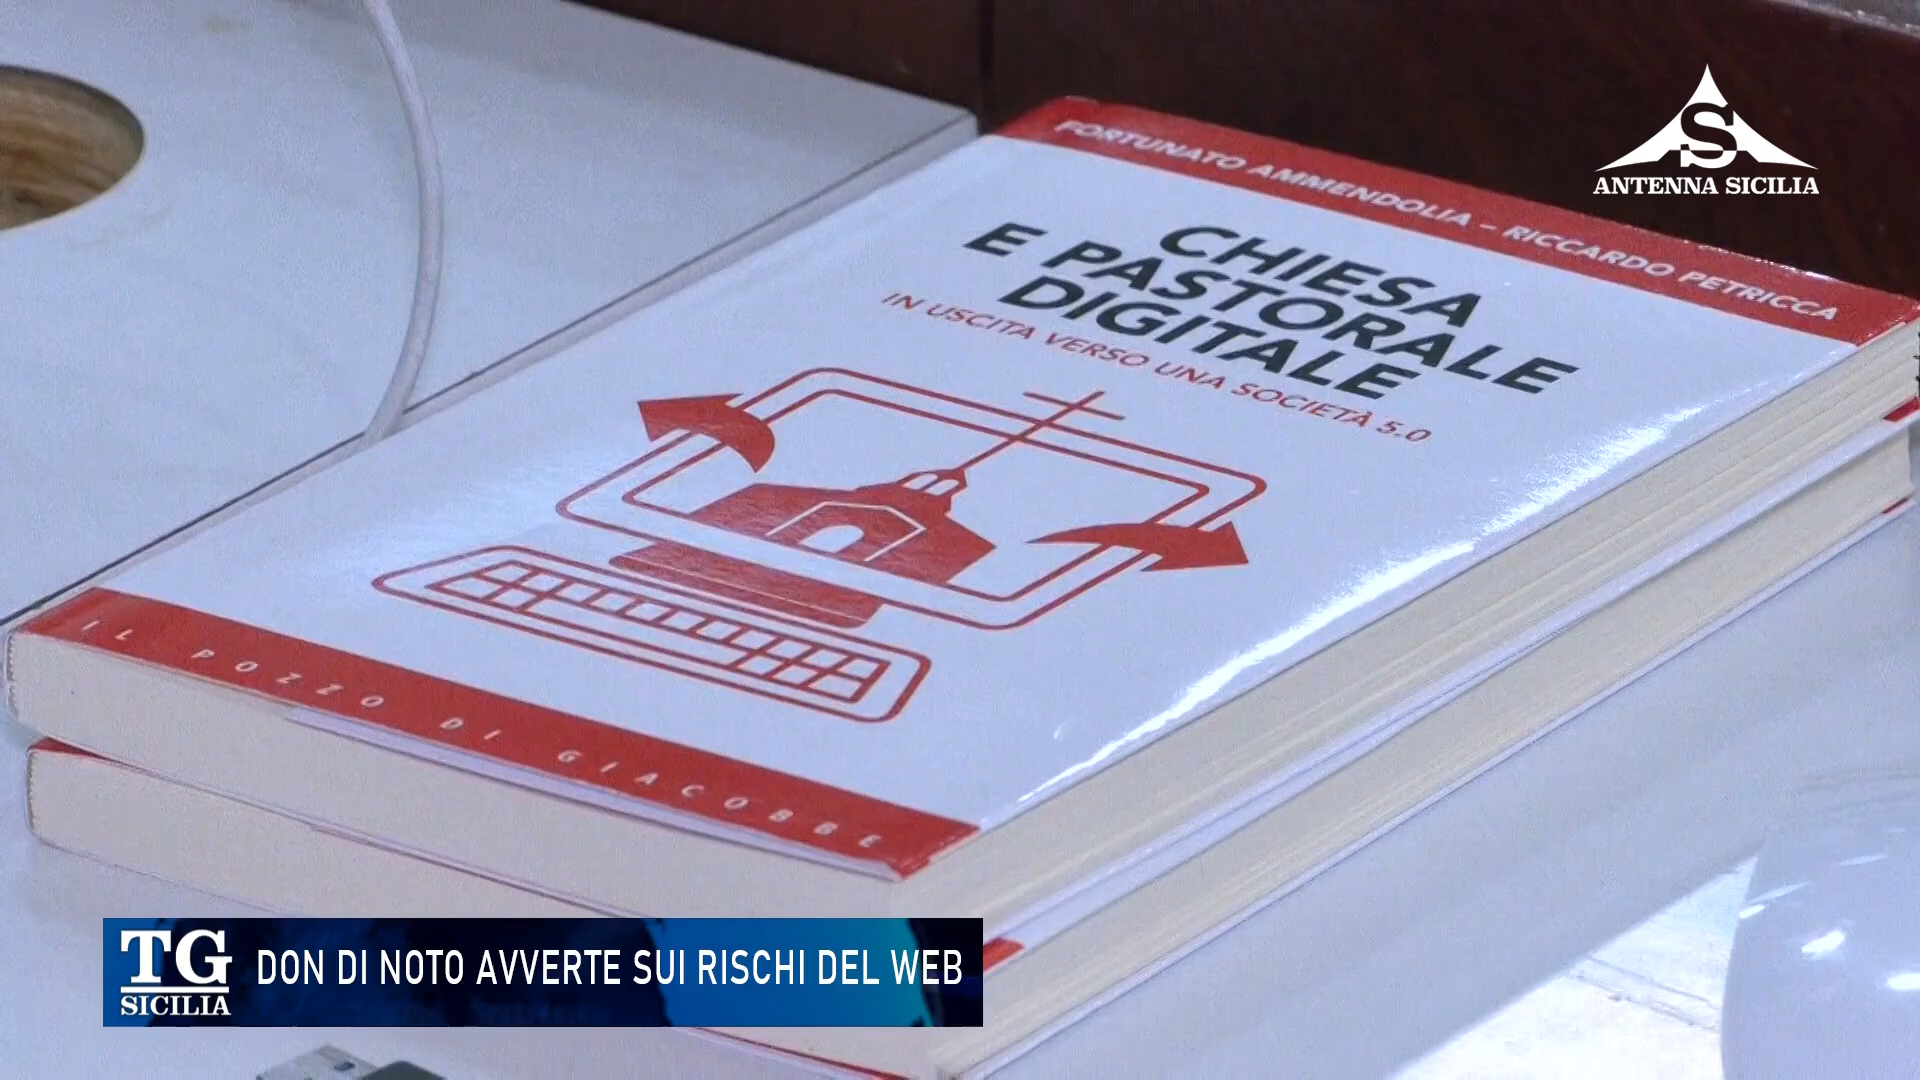 S
ANTENNA SICILIA
FORTUNATO AMMENDOLIA – RICCARDO PETRICCA
CHIESA
E PASTORALE
DIGITALE
IN USCITA VERSO UNA SOCIETÀ 5.0
IL POZZO DI GIACOBBE
TG
SICILIA
DON DI NOTO AVVERTE SUI RISCHI DEL WEB